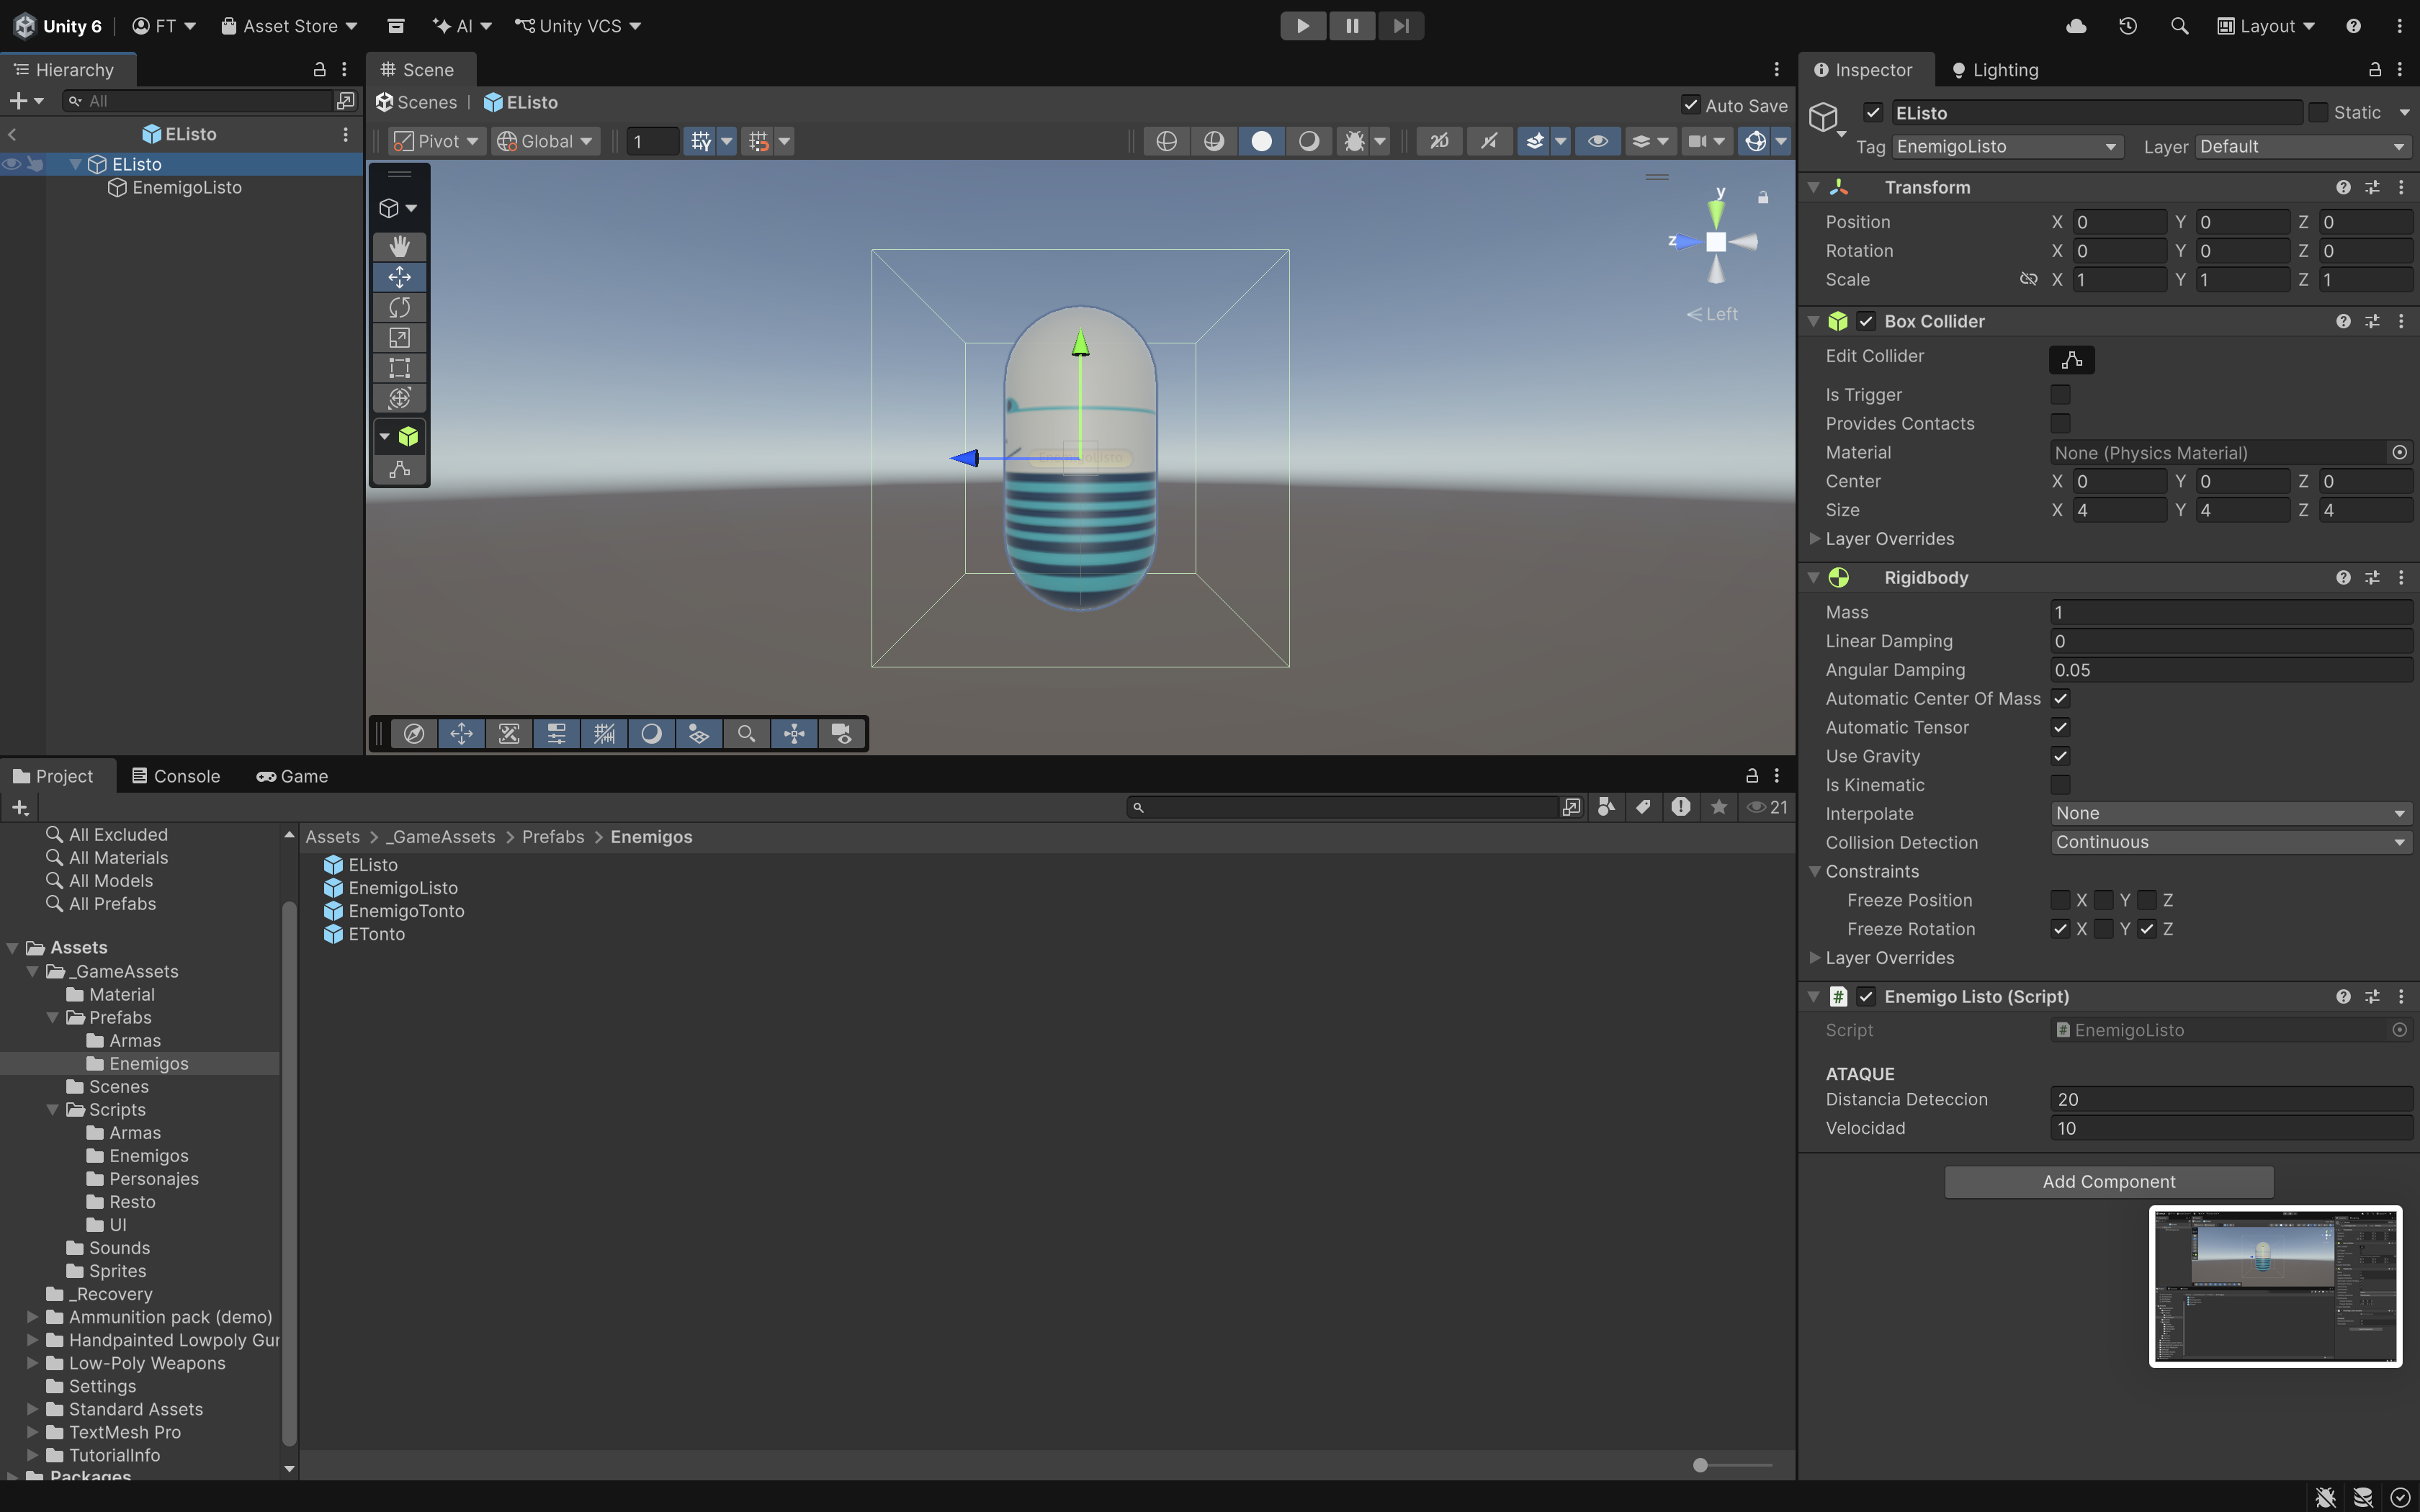 Unity 6 FT Asset Store AI Unity VCS Layout
Hierarchy
All
EListo
EListo
EnemigoListo
Scene
Scenes | EListo Auto Save
Pivot Global 1 2D
y
z
Left
EnemigoListo
Inspector Lighting
EListo Static
Tag EnemigoListo Layer Default
Transform
Position X 0 Y 0 Z 0
Rotation X 0 Y 0 Z 0
Scale X 1 Y 1 Z 1
Box Collider
Edit Collider
Is Trigger
Provides Contacts
Material None (Physics Material)
Center X 0 Y 0 Z 0
Size X 4 Y 4 Z 4
Layer Overrides
Rigidbody
Mass 1
Linear Damping 0
Angular Damping 0.05
Automatic Center Of Mass
Automatic Tensor
Use Gravity
Is Kinematic
Interpolate None
Collision Detection Continuous
Constraints
Freeze Position X Y Z
Freeze Rotation X Y Z
Layer Overrides
Enemigo Listo (Script)
Script EnemigoListo
ATAQUE
Distancia Deteccion 20
Velocidad 10
Add Component
Project Console Game
21
All Excluded
All Materials
All Models
All Prefabs
Assets
_GameAssets
Material
Prefabs
Armas
Enemigos
Scenes
Scripts
Armas
Enemigos
Personajes
Resto
UI
Sounds
Sprites
_Recovery
Ammunition pack (demo)
Handpainted Lowpoly Gur
Low-Poly Weapons
Settings
Standard Assets
TextMesh Pro
TutorialInfo
Packages
Assets > _GameAssets > Prefabs > Enemigos
EListo
EnemigoListo
EnemigoTonto
ETonto